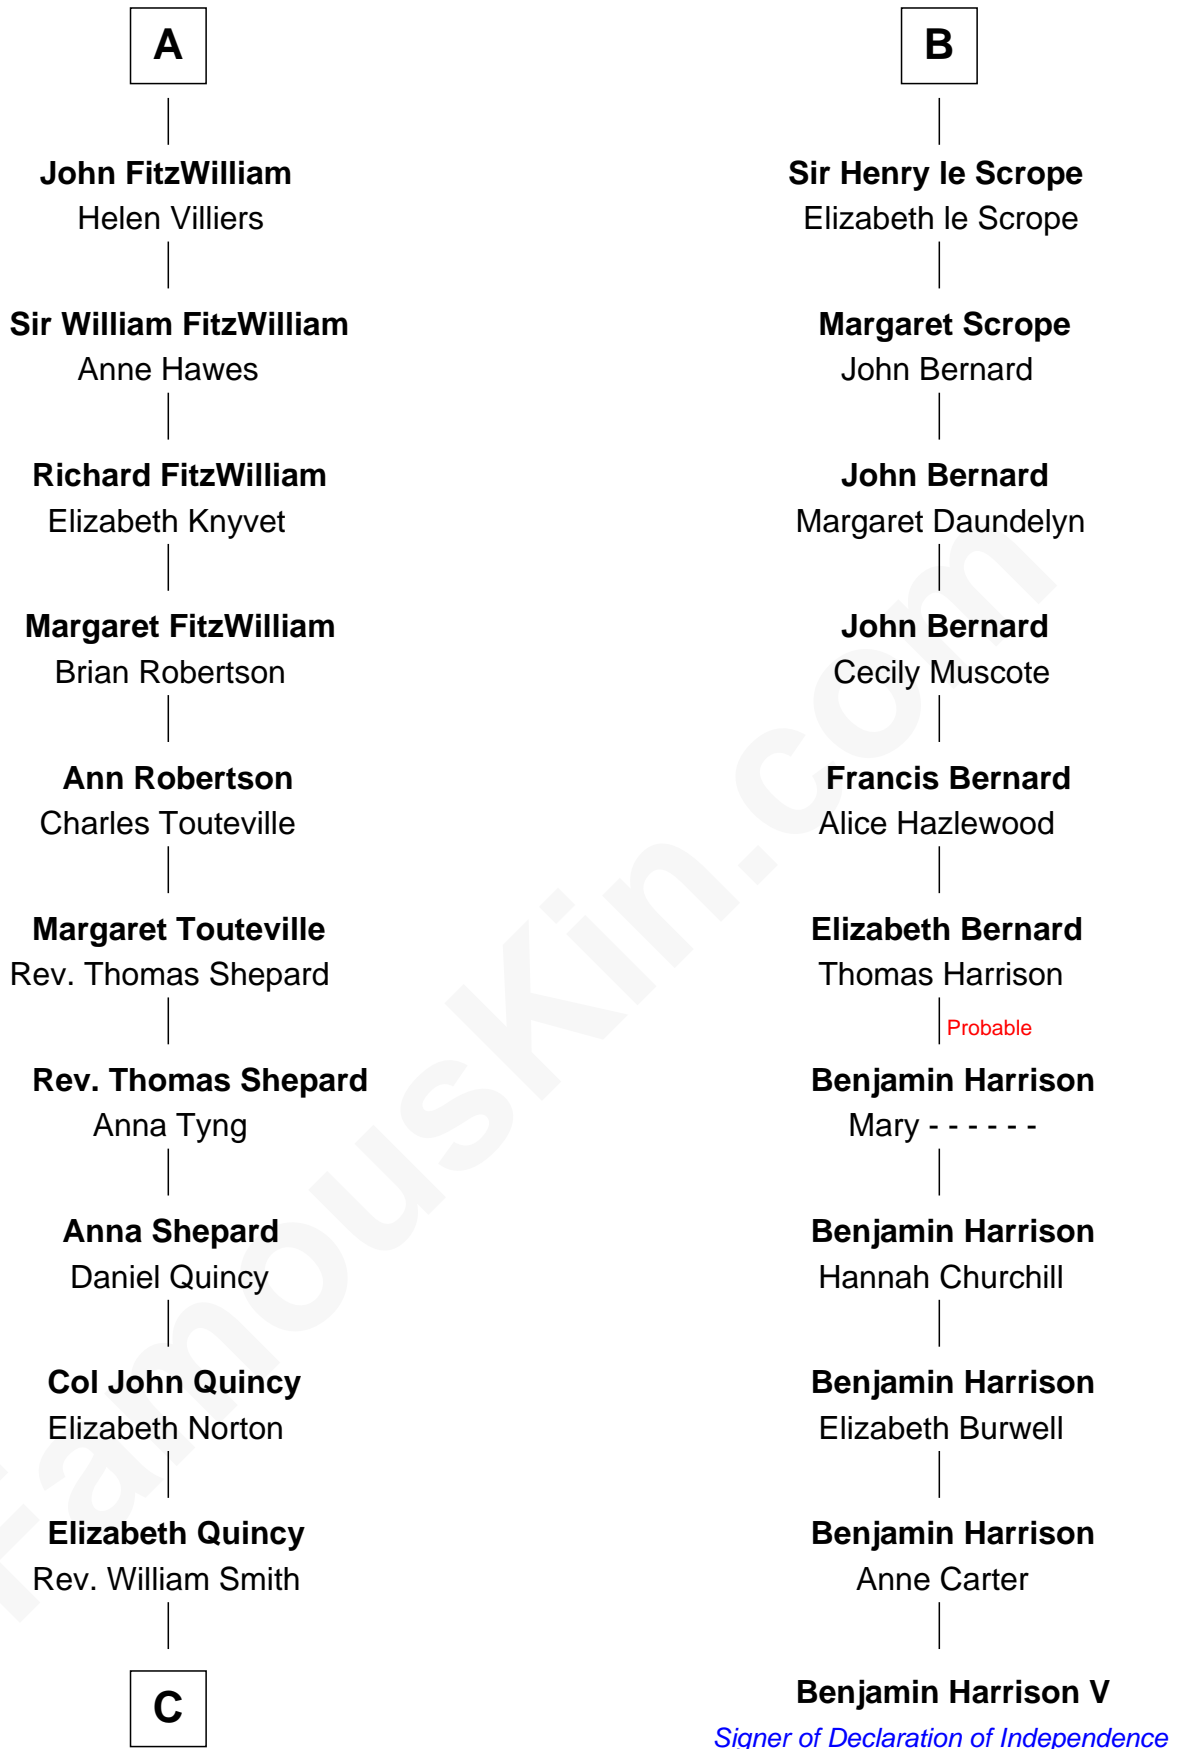 A
John FitzWilliam
Helen Villiers
Sir William FitzWilliam
Anne Hawes
Richard FitzWilliam
Elizabeth Knyvet
Margaret FitzWilliam
Brian Robertson
Ann Robertson
Charles Touteville
Margaret Touteville
Rev. Thomas Shepard
Rev. Thomas Shepard
Anna Tyng
Anna Shepard
Daniel Quincy
Col John Quincy
Elizabeth Norton
Elizabeth Quincy
Rev. William Smith
C
B
Sir Henry le Scrope
Elizabeth le Scrope
Margaret Scrope
John Bernard
John Bernard
Margaret Daundelyn
John Bernard
Cecily Muscote
Francis Bernard
Alice Hazlewood
Elizabeth Bernard
Thomas Harrison
Probable
Benjamin Harrison
Mary - - - - - -
Benjamin Harrison
Hannah Churchill
Benjamin Harrison
Elizabeth Burwell
Benjamin Harrison
Anne Carter
Benjamin Harrison V
Signer of Declaration of Independence
FamousKin.com